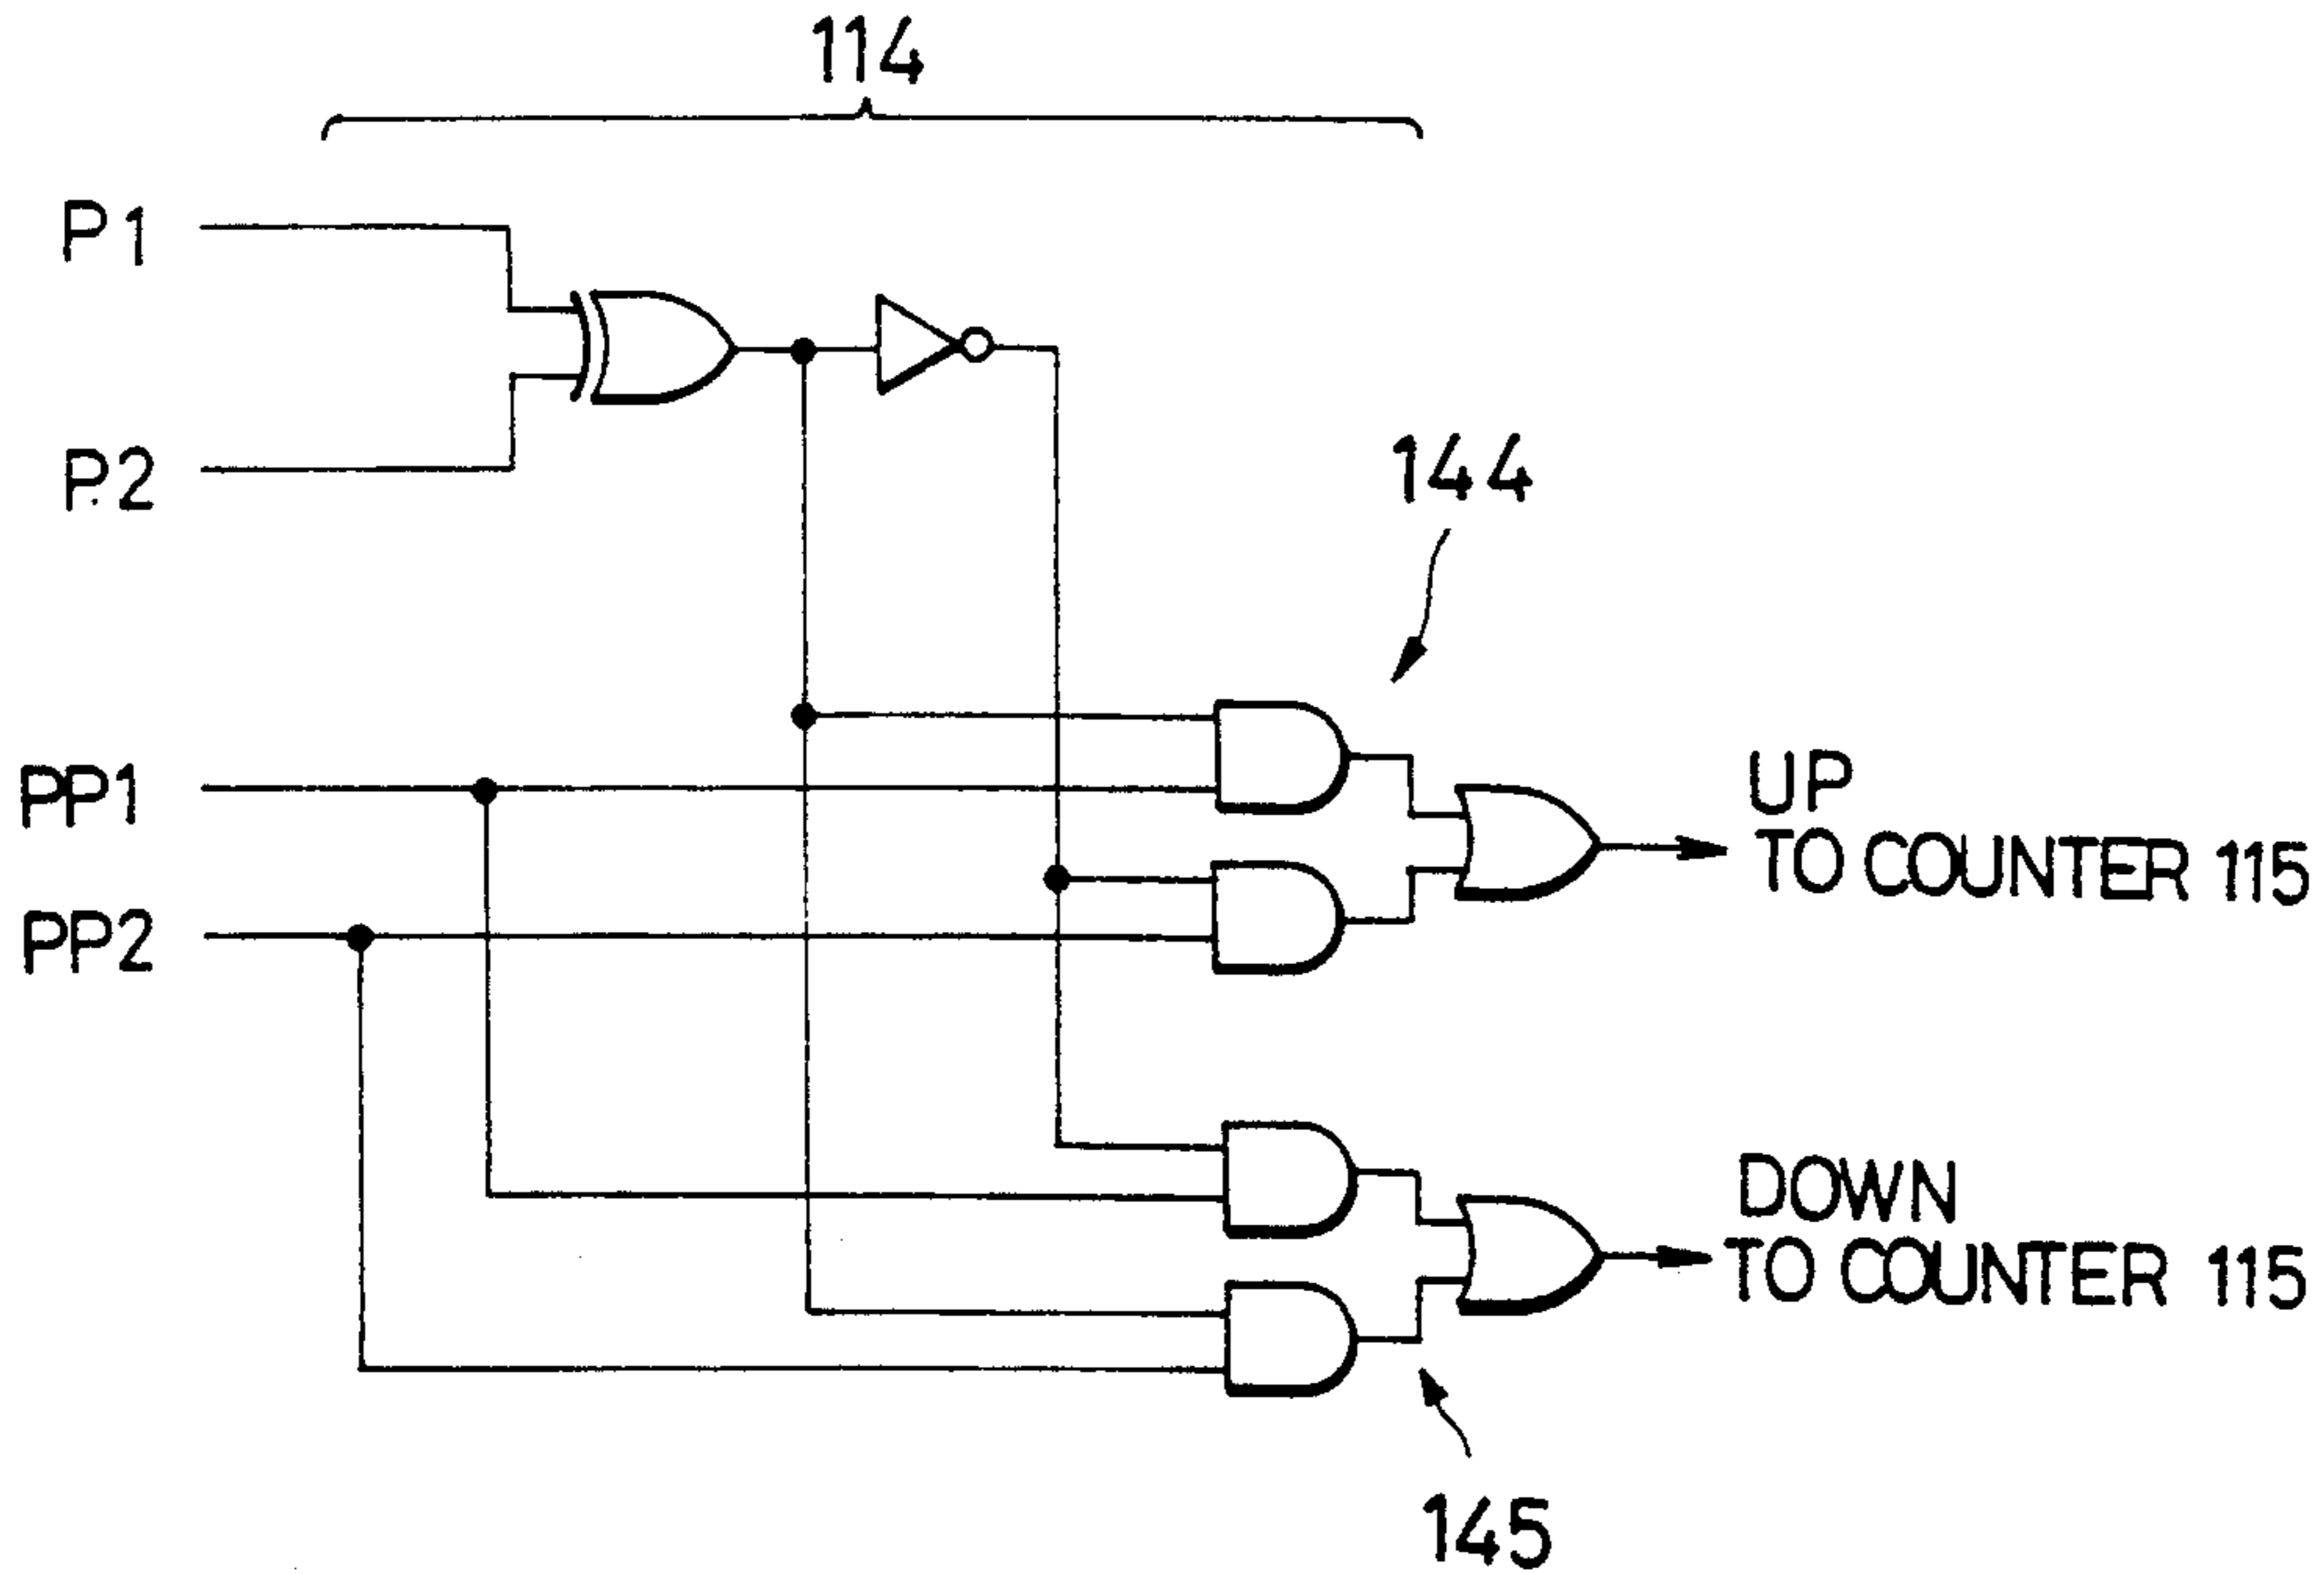 114
P1
P2
144
PP1
UP
TO COUNTER 115
PP2
DOWN
TO COUNTER 115
145